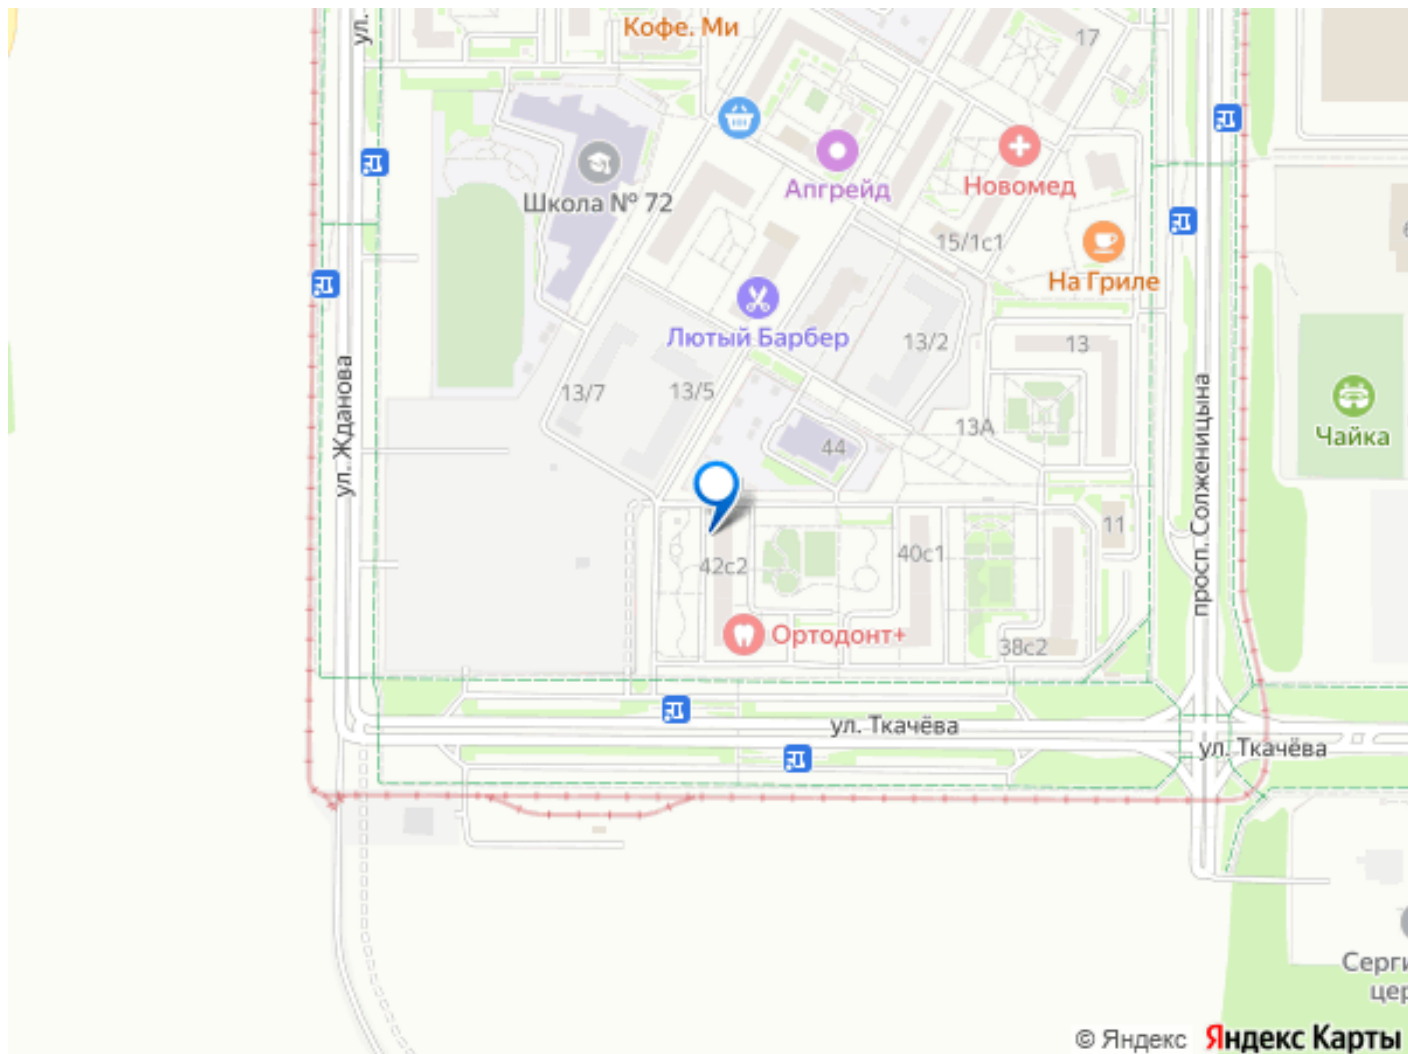 ул.
Кофе. Ми
17
Школа № 72
Апгрейд
Новомед
15/1с1
На Гриле
Лютый Барбер
13/2
13
13/7
13/5
ул. Жданова
13А
просп. Солженицына
Чайка
44
42с2
40с1
11
Ортодонт+
38с2
ул. Ткачёва
ул. Ткачёва
Серги
цер
© Яндекс Яндекс Карты